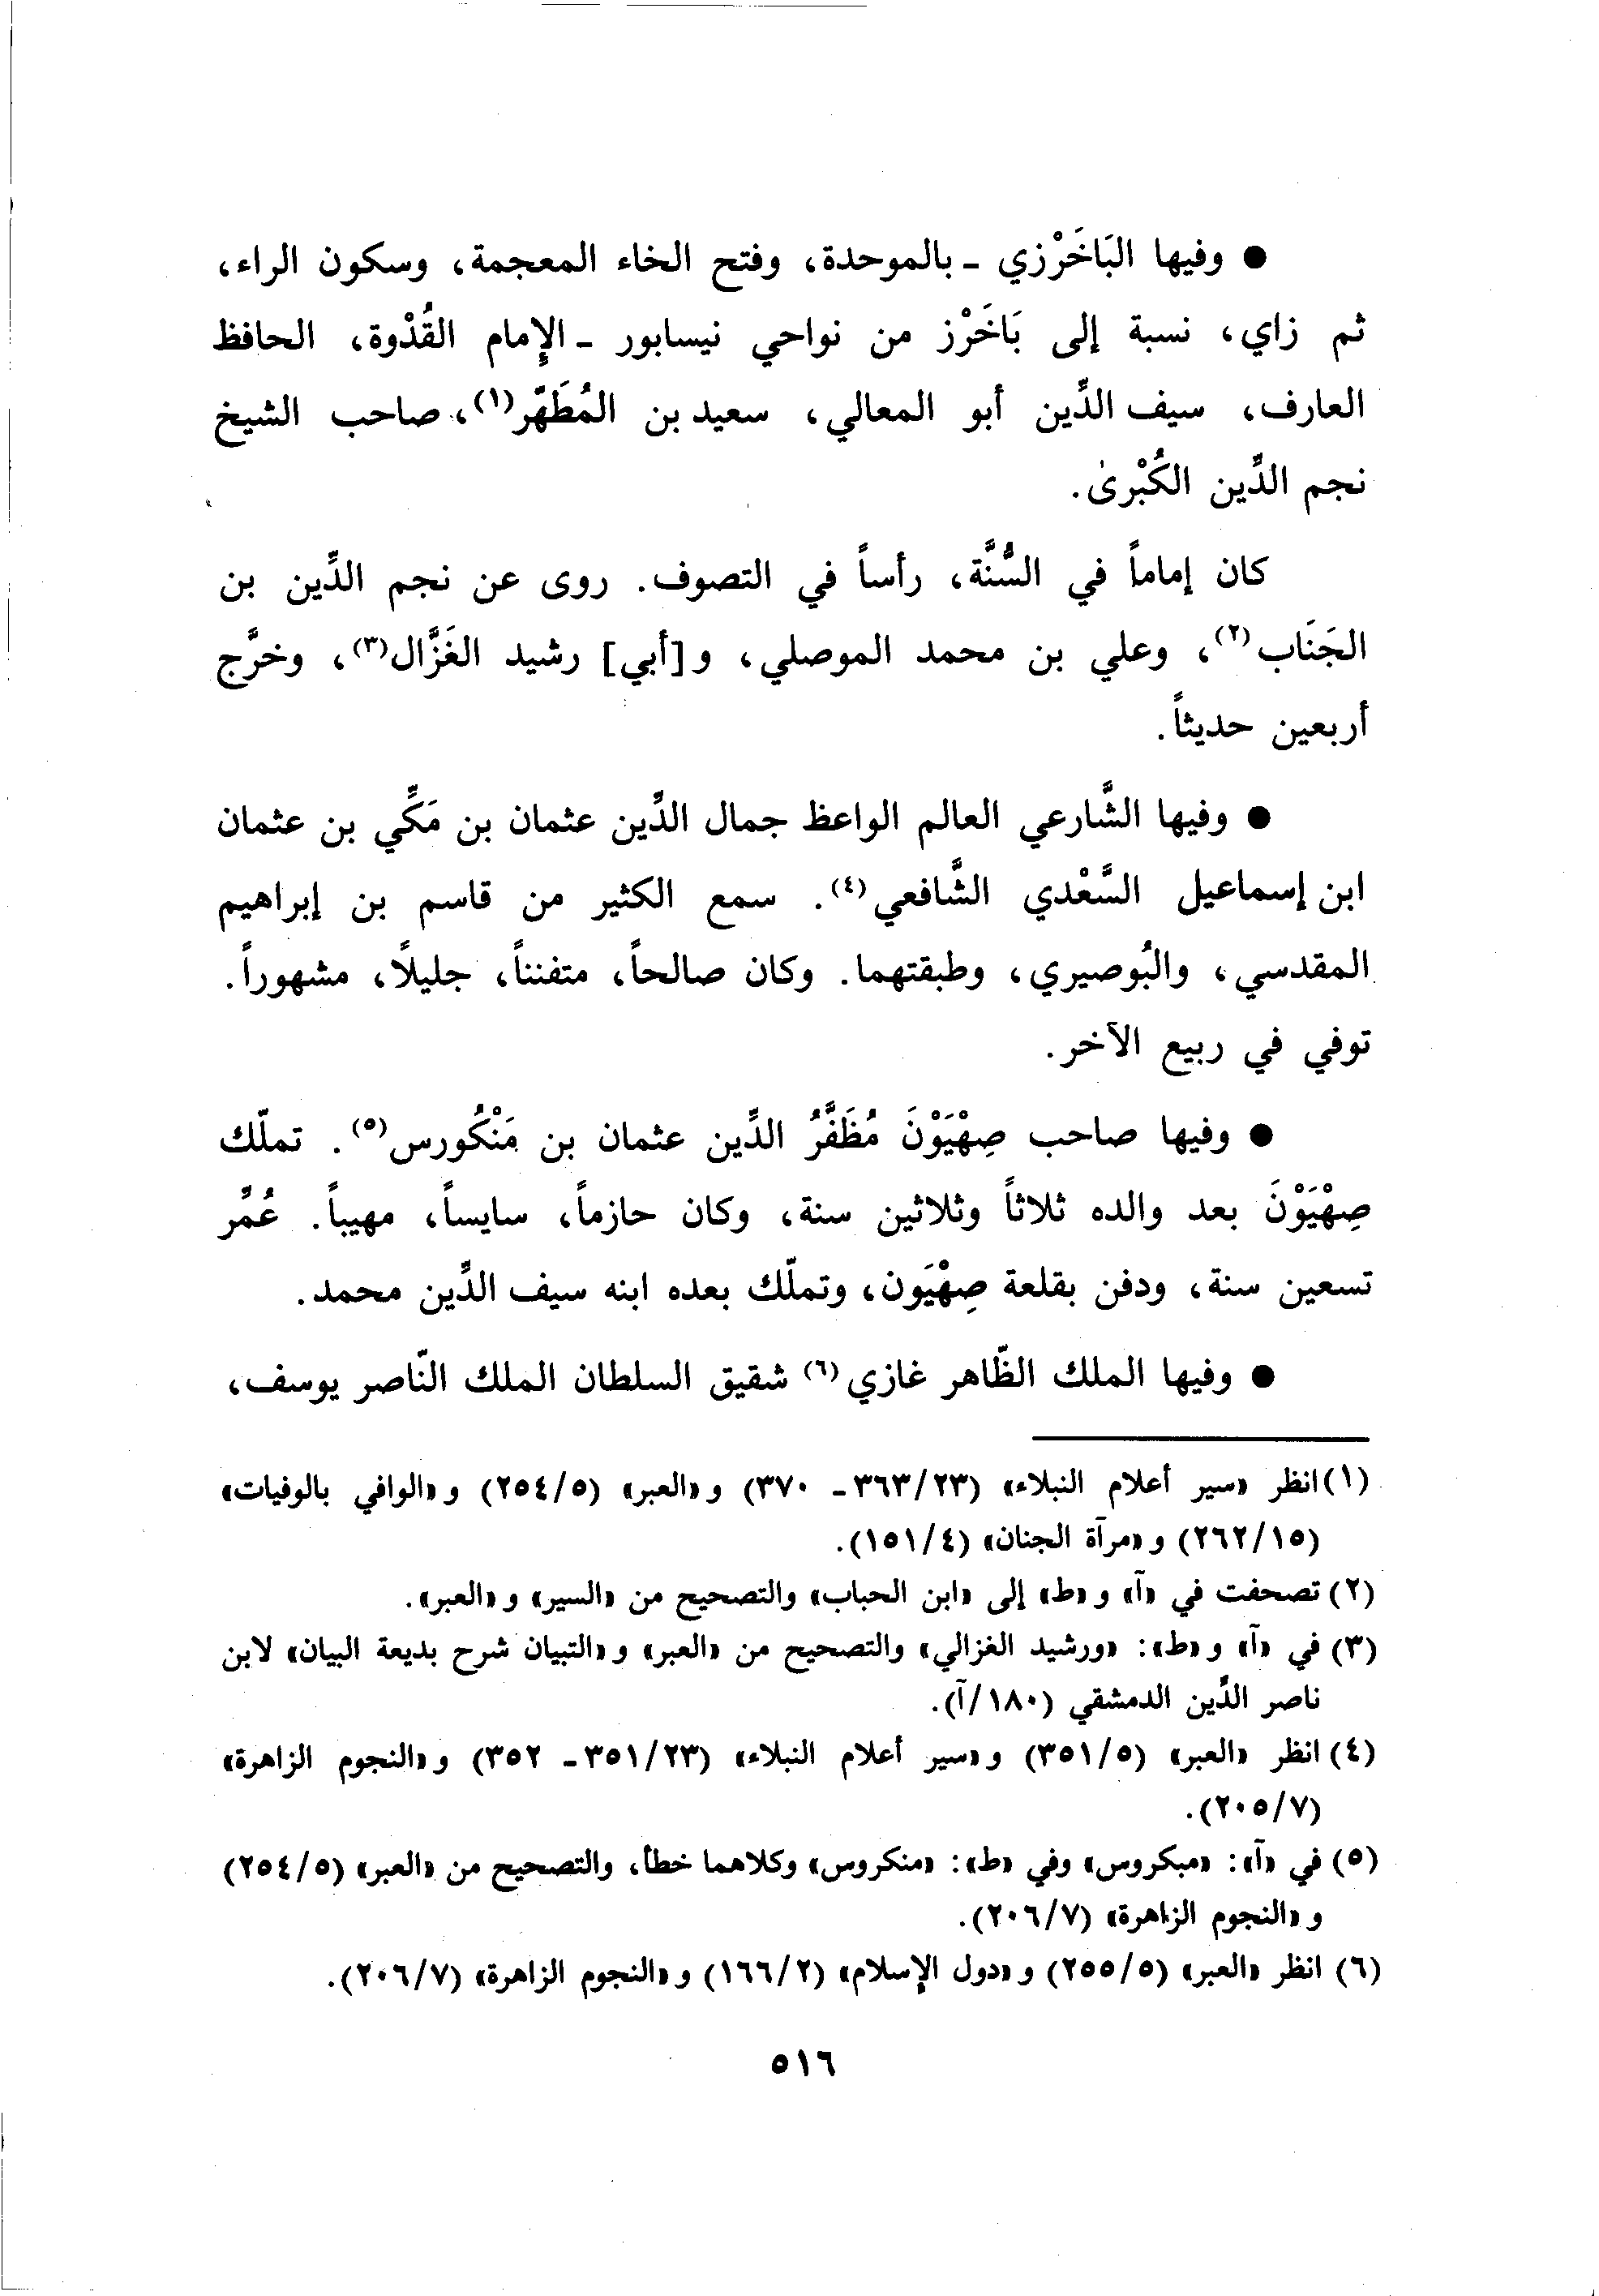 ● وفيها البَاخَرْزي ـ بالموحدة، وفتح الخاء المعجمة، وسكون الراء،
ثم زاي، نسبة إلى بَاخَرْز من نواحي نيسابور ـ الإمام القُدْوة، الحافظ
العارف، سيف الدِّين أبو المعالي، سعيد بن المُطَهّر(١)، صاحب الشيخ
نجم الدِّين الكُبْرىٰ.
كان إماماً في السُّنَّة، رأساً في التصوف. روى عن نجم الدِّين بن
الجَنَاب(٢)، وعلي بن محمد الموصلي، و[أبي] رشيد الغَزَّال(٣)، وخرَّج
أربعين حديثاً.
● وفيها الشَّارعي العالم الواعظ جمال الدِّين عثمان بن مَكِّي بن عثمان
ابن إسماعيل السَّعْدي الشَّافعي(٤). سمع الكثير من قاسم بن إبراهيم
المقدسي، والبُوصيري، وطبقتهما. وكان صالحاً، متفنناً، جليلاً، مشهوراً.
توفي في ربيع الآخر.
● وفيها صاحب صِهْيَوْنَ مُظَفَّرُ الدِّين عثمان بن مَنْكُورس(٥). تملّك
صِهْيَوْنَ بعد والده ثلاثاً وثلاثين سنة، وكان حازماً، سايساً، مهيباً. عُمِّر
تسعين سنة، ودفن بقلعة صِهْيَون، وتملّك بعده ابنه سيف الدِّين محمد.
● وفيها الملك الظّاهر غازي(٦) شقيق السلطان الملك النّاصر يوسف،
(١) انظر «سير أعلام النبلاء» (٢٣/٣٦٣ ـ ٣٧٠) و«العبر» (٥/٢٥٤) و«الوافي بالوفيات»
(١٥/٢٦٢) و«مرآة الجنان» (٤/١٥١).
(٢) تصحفت في «آ» و«ط» إلى «ابن الحباب» والتصحيح من «السير» و«العبر».
(٣) في «آ» و«ط»: «ورشيد الغزالي» والتصحيح من «العبر» و«التبيان شرح بديعة البيان» لابن
ناصر الدِّين الدمشقي (١٨٠/آ).
(٤) انظر «العبر» (٥/٣٥١) و«سير أعلام النبلاء» (٢٣/٣٥١ ـ ٣٥٢) و«النجوم الزاهرة»
(٧/٢٠٥).
(٥) في «آ»: «مبكروس» وفي «ط»: «منكروس» وكلاهما خطأ، والتصحيح من «العبر» (٥/٢٥٤)
و«النجوم الزاهرة» (٧/٢٠٦).
(٦) انظر «العبر» (٥/٢٥٥) و«دول الإسلام» (٢/١٦٦) و«النجوم الزاهرة» (٧/٢٠٦).
٥١٦